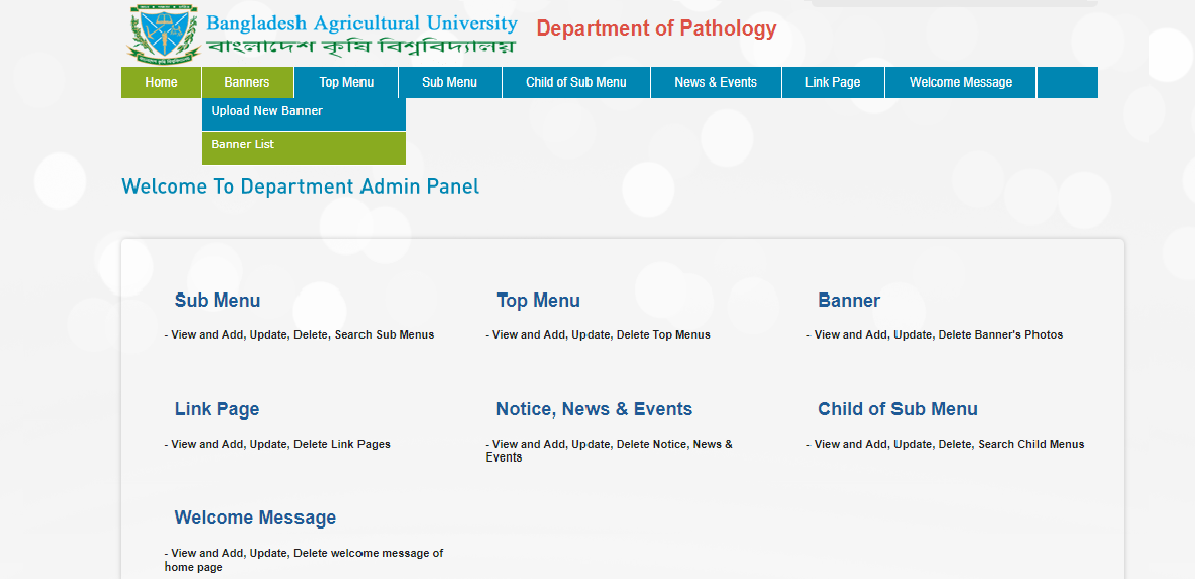 Bangladesh Agricultural University
বাংলাদেশ কৃষি বিশ্ববিদ্যালয়
Department of Pathology
Home Banners Top Menu Sub Menu Child of Sub Menu News & Events Link Page Welcome Message
Upload New Banner
Banner List
Welcome To Department Admin Panel
Sub Menu
- View and Add, Update, Delete, Search Sub Menus
Top Menu
- View and Add, Update, Delete Top Menus
Banner
- View and Add, Update, Delete Banner's Photos
Link Page
- View and Add, Update, Delete Link Pages
Notice, News & Events
- View and Add, Update, Delete Notice, News &
Events
Child of Sub Menu
- View and Add, Update, Delete, Search Child Menus
Welcome Message
- View and Add, Update, Delete welcome message of
home page